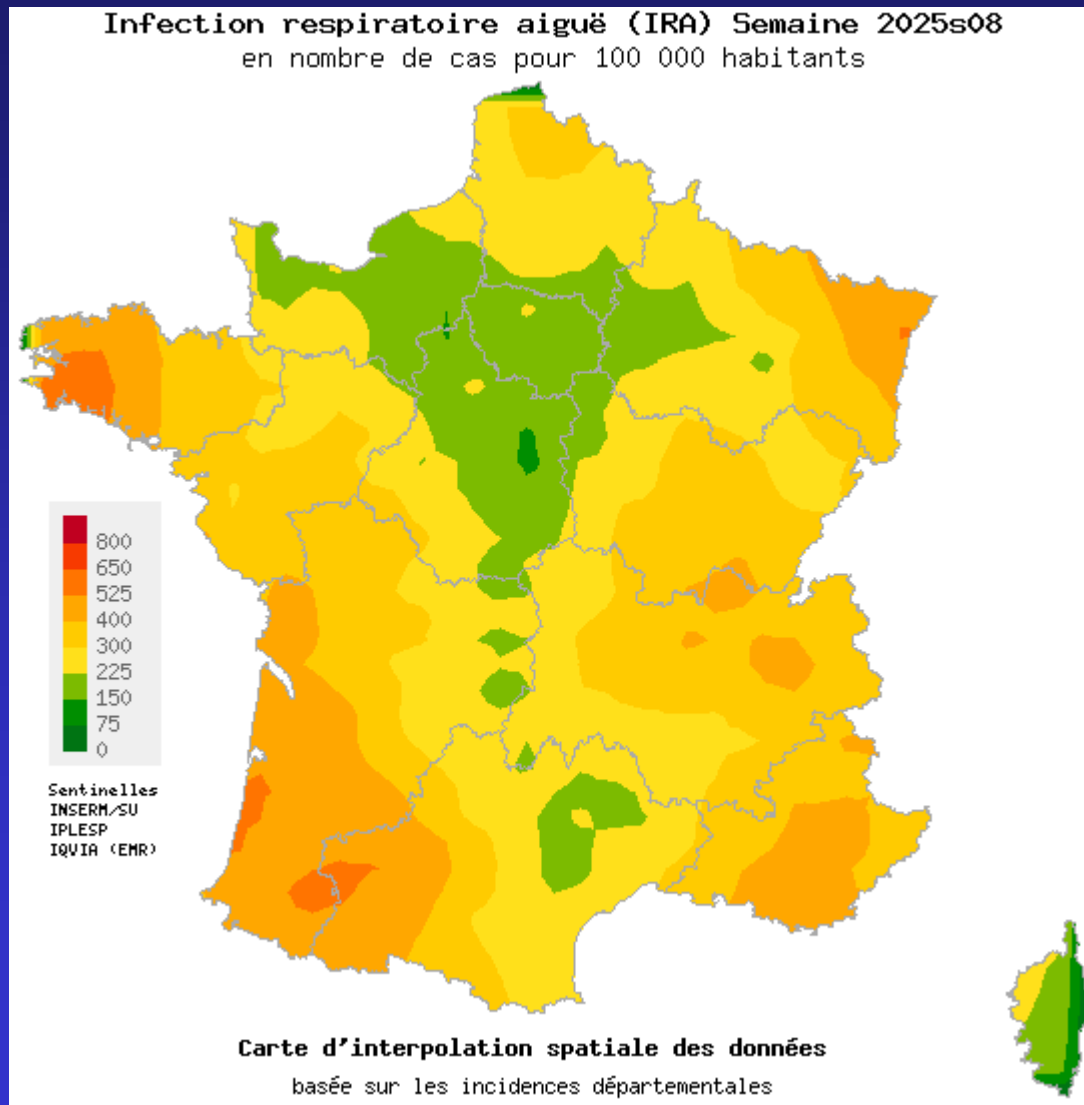 Infection respiratoire aiguë (IRA) Semaine 2025s08
en nombre de cas pour 100 000 habitants
800
650
525
400
300
225
150
75
0
Sentinelles
INSERM/SU
IPLESP
IQVIA (EMR)
Carte d'interpolation spatiale des données
basée sur les incidences départementales